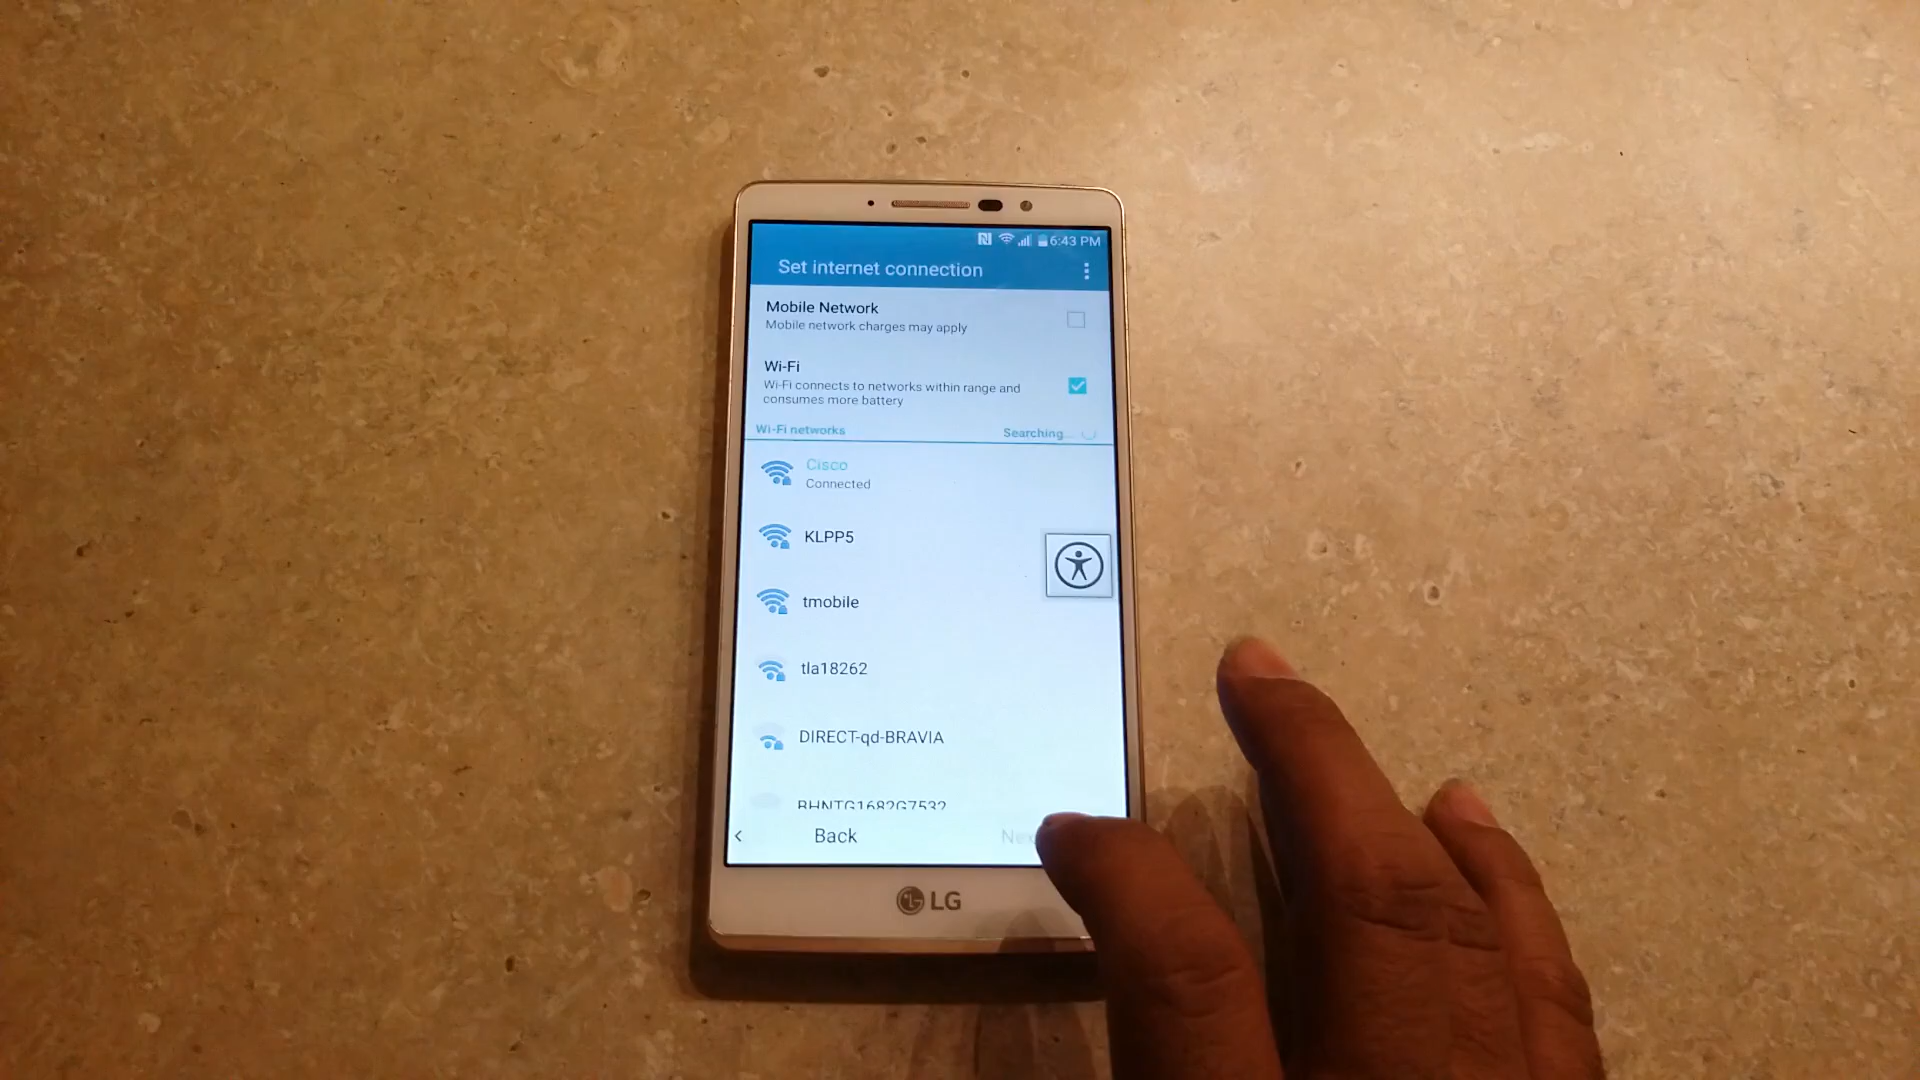 6:43 PM
Set internet connection
Mobile Network
Mobile network charges may apply
Wi-Fi
Wi-Fi connects to networks within range and
consumes more battery
Wi-Fi networks Searching...
Cisco
Connected
KLPP5
tmobile
tla18262
DIRECT-qd-BRAVIA
Back
LG